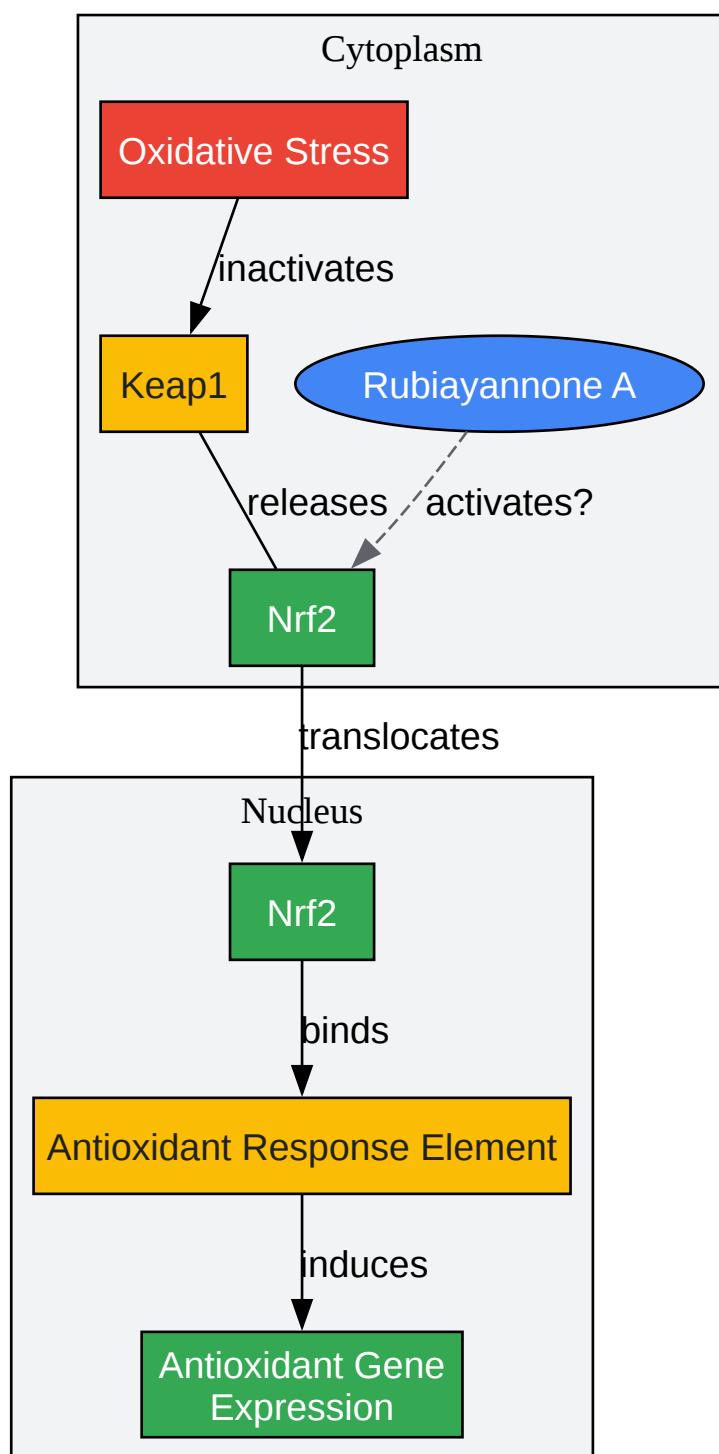 Cytoplasm
Oxidative Stress
inactivates
Keap1
Rubiayannone A
releases
activates?
Nrf2
translocates
Nucleus
Nrf2
binds
Antioxidant Response Element
induces
Antioxidant Gene
Expression